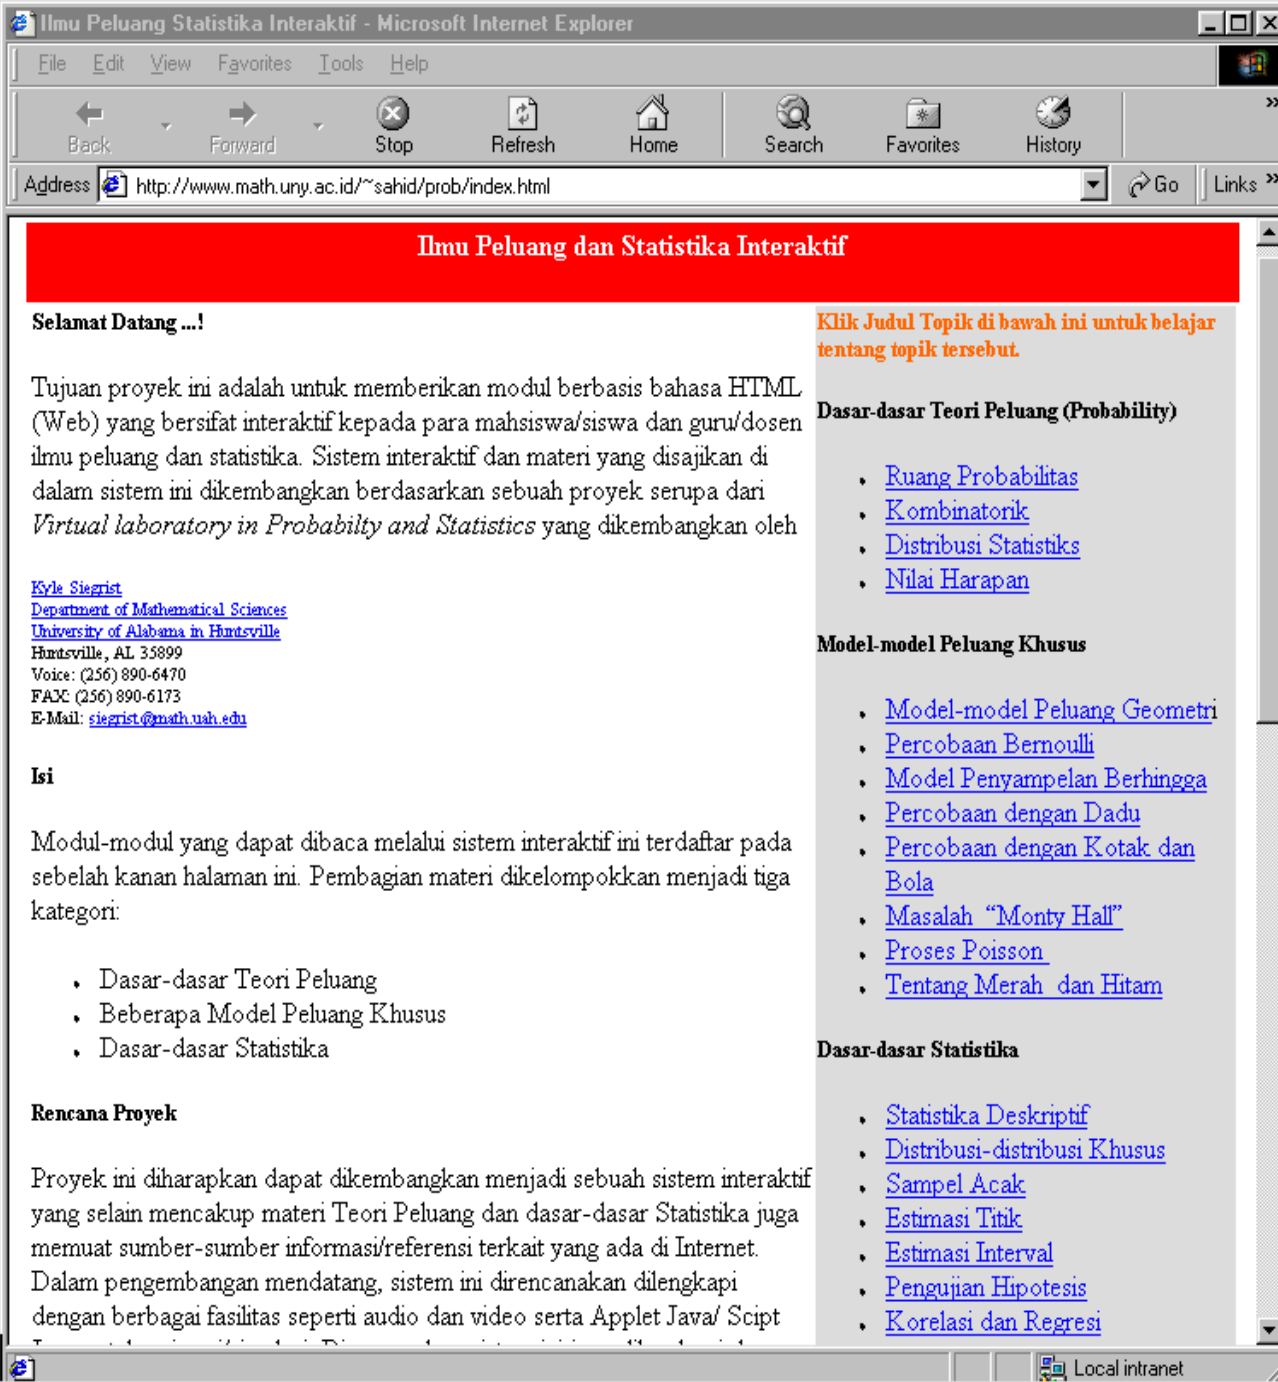 Ilmu Peluang Statistika Interaktif - Microsoft Internet Explorer
File Edit View Favorites Tools Help
Back Forward Stop Refresh Home Search Favorites History »
Address http://www.math.uny.ac.id/~sahid/prob/index.html Go Links »
Ilmu Peluang dan Statistika Interaktif
Selamat Datang ...!
Tujuan proyek ini adalah untuk memberikan modul berbasis bahasa HTML
(Web) yang bersifat interaktif kepada para mahsiswa/siswa dan guru/dosen
ilmu peluang dan statistika. Sistem interaktif dan materi yang disajikan di
dalam sistem ini dikembangkan berdasarkan sebuah proyek serupa dari
Virtual laboratory in Probabilty and Statistics yang dikembangkan oleh
Kyle Siegrist
Department of Mathematical Sciences
University of Alabama in Huntsville
Huntsville, AL 35899
Voice: (256) 890-6470
FAX: (256) 890-6173
E-Mail: siegrist@math.uah.edu
Isi
Modul-modul yang dapat dibaca melalui sistem interaktif ini terdaftar pada
sebelah kanan halaman ini. Pembagian materi dikelompokkan menjadi tiga
kategori:
• Dasar-dasar Teori Peluang
• Beberapa Model Peluang Khusus
• Dasar-dasar Statistika
Rencana Proyek
Proyek ini diharapkan dapat dikembangkan menjadi sebuah sistem interaktif
yang selain mencakup materi Teori Peluang dan dasar-dasar Statistika juga
memuat sumber-sumber informasi/referensi terkait yang ada di Internet.
Dalam pengembangan mendatang, sistem ini direncanakan dilengkapi
dengan berbagai fasilitas seperti audio dan video serta Applet Java/ Scipt
Klik Judul Topik di bawah ini untuk belajar
tentang topik tersebut.
Dasar-dasar Teori Peluang (Probability)
• Ruang Probabilitas
• Kombinatorik
• Distribusi Statistiks
• Nilai Harapan
Model-model Peluang Khusus
• Model-model Peluang Geometri
• Percobaan Bernoulli
• Model Penyampelan Berhingga
• Percobaan dengan Dadu
• Percobaan dengan Kotak dan
Bola
• Masalah “Monty Hall”
• Proses Poisson
• Tentang Merah dan Hitam
Dasar-dasar Statistika
• Statistika Deskriptif
• Distribusi-distribusi Khusus
• Sampel Acak
• Estimasi Titik
• Estimasi Interval
• Pengujian Hipotesis
• Korelasi dan Regresi
Local intranet